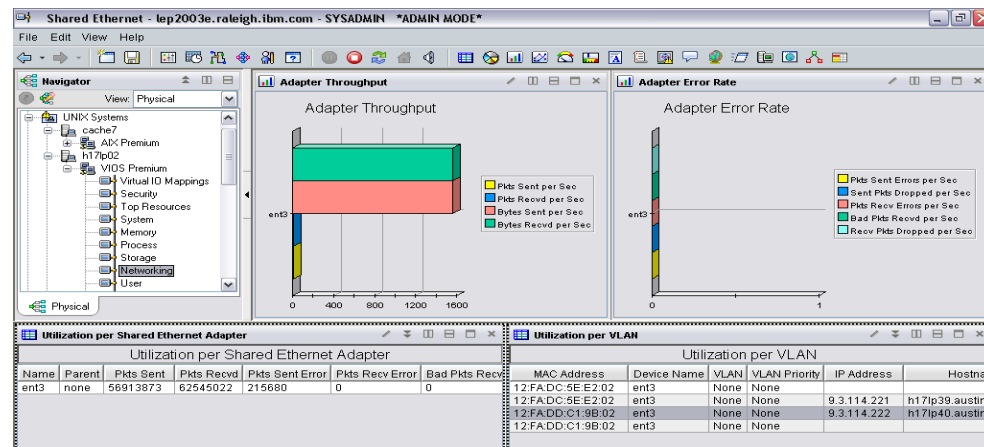 Shared Ethernet - lep2003e.raleigh.ibm.com - SYSADMIN *ADMIN MODE*
File Edit View Help
Navigator
View: Physical
UNIX Systems
cache7
AIX Premium
h17lp02
VIOS Premium
Virtual IO Mappings
Security
Top Resources
System
Memory
Process
Storage
Networking
User
Physical
Adapter Throughput
Adapter Throughput
ent3
0 400 800 1200 1600
Pkts Sent per Sec
Pkts Recvd per Sec
Bytes Sent per Sec
Bytes Recvd per Sec
Adapter Error Rate
Adapter Error Rate
ent3
0 1
Pkts Sent Errors per Sec
Sent Pkts Dropped per Sec
Pkts Recv Errors per Sec
Bad Pkts Recvd per Sec
Recv Pkts Dropped per Sec
Utilization per Shared Ethernet Adapter
Utilization per Shared Ethernet Adapter
Name Parent Pkts Sent Pkts Recvd Pkts Sent Error Pkts Recv Error Bad Pkts Recv
ent3 none 56913873 62545022 215680 0 0
Utilization per VLAN
Utilization per VLAN
MAC Address Device Name VLAN VLAN Priority IP Address Hostna
12:FA:DC:5E:E2:02 ent3 None None
12:FA:DC:5E:E2:02 ent3 None None 9.3.114.221 h17lp39.austin
12:FA:DD:C1:9B:02 ent3 None None 9.3.114.222 h17lp40.austin
12:FA:DD:C1:9B:02 ent3 None None